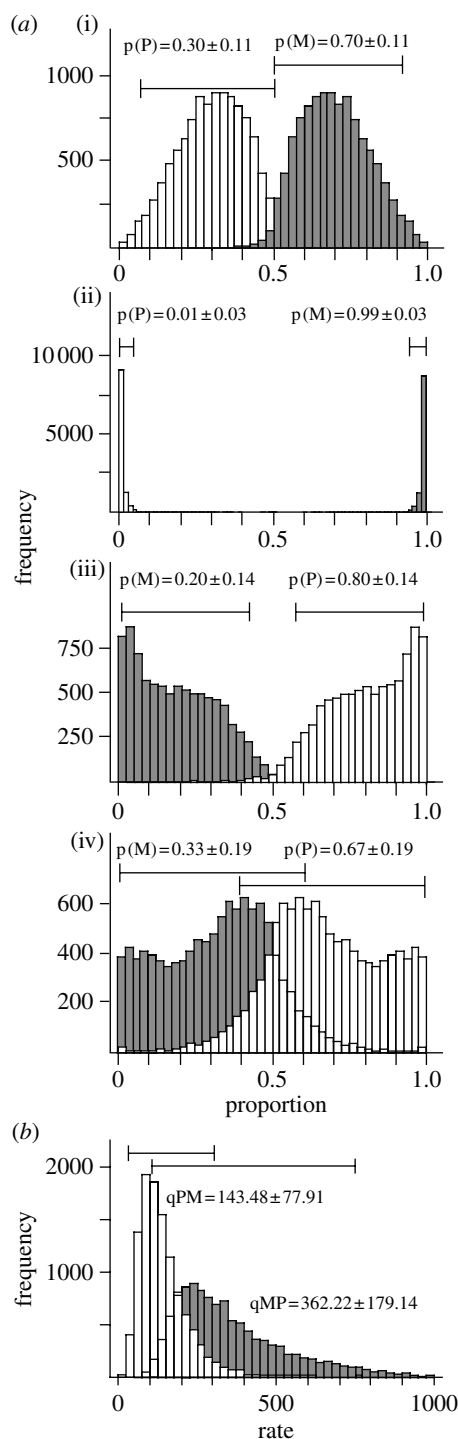 (a) (i)
p(P)=0.30±0.11 p(M)=0.70±0.11
1000
500
0 0.5 1.0
(ii)
p(P)=0.01±0.03 p(M)=0.99±0.03
10 000
5000
0 0.5 1.0
frequency
(iii)
p(M)=0.20±0.14 p(P)=0.80±0.14
750
500
250
0 0.5 1.0
(iv)
p(M)=0.33±0.19 p(P)=0.67±0.19
600
400
200
0 0.5 1.0
proportion
(b)
2000
qPM=143.48±77.91
frequency
1000
qMP=362.22±179.14
0 500 1000
rate